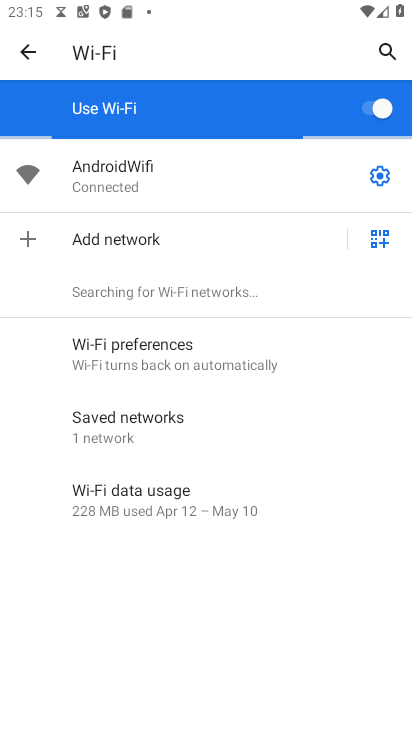 23:15
Wi-Fi
Use Wi-Fi
AndroidWifi
Connected
Add network
Searching for Wi-Fi networks…
Wi-Fi preferences
Wi-Fi turns back on automatically
Saved networks
1 network
Wi-Fi data usage
228 MB used Apr 12 – May 10